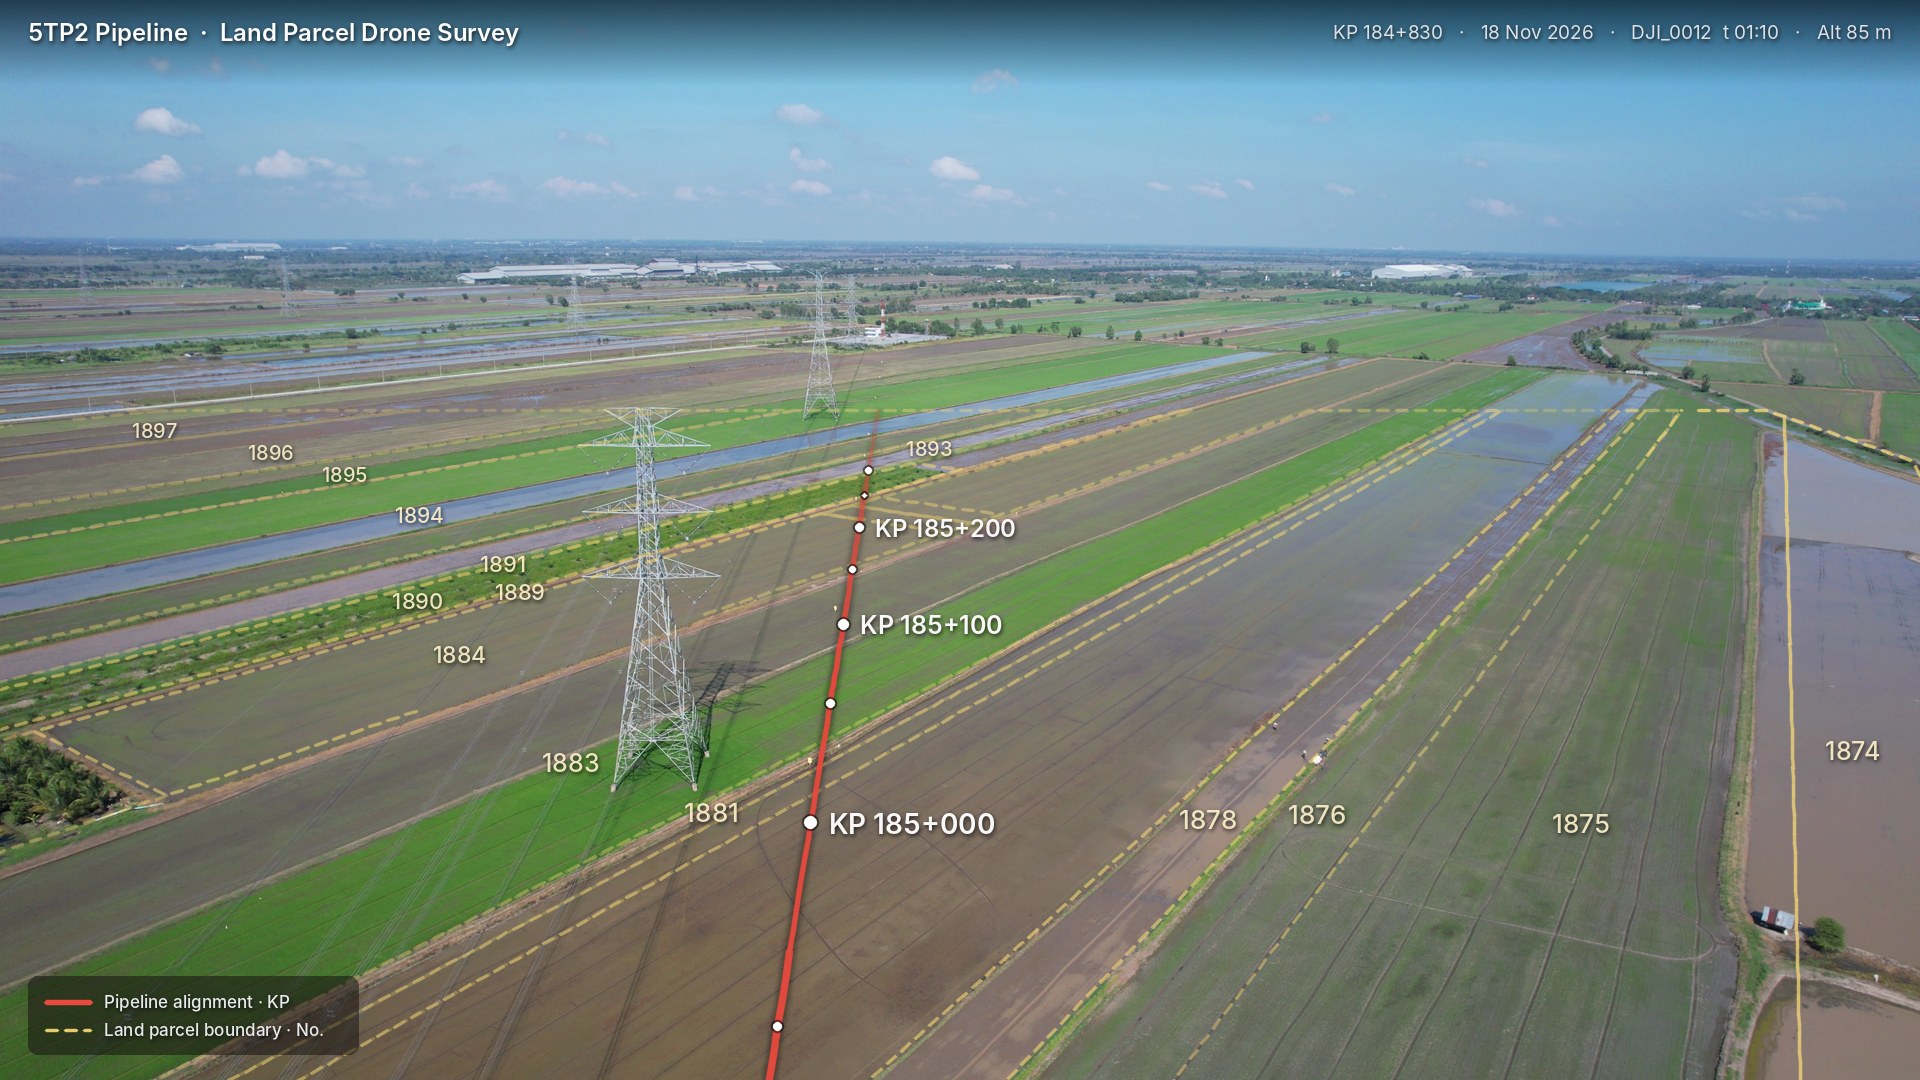 5TP2 Pipeline · Land Parcel Drone Survey
KP 184+830 · 18 Nov 2026 · DJI_0012 t 01:10 · Alt 85 m
1897
1896
1895
1893
1894
KP 185+200
1891
1889
1890
KP 185+100
1884
1874
1883
1881
KP 185+000
1878
1876
1875
Pipeline alignment · KP
Land parcel boundary · No.